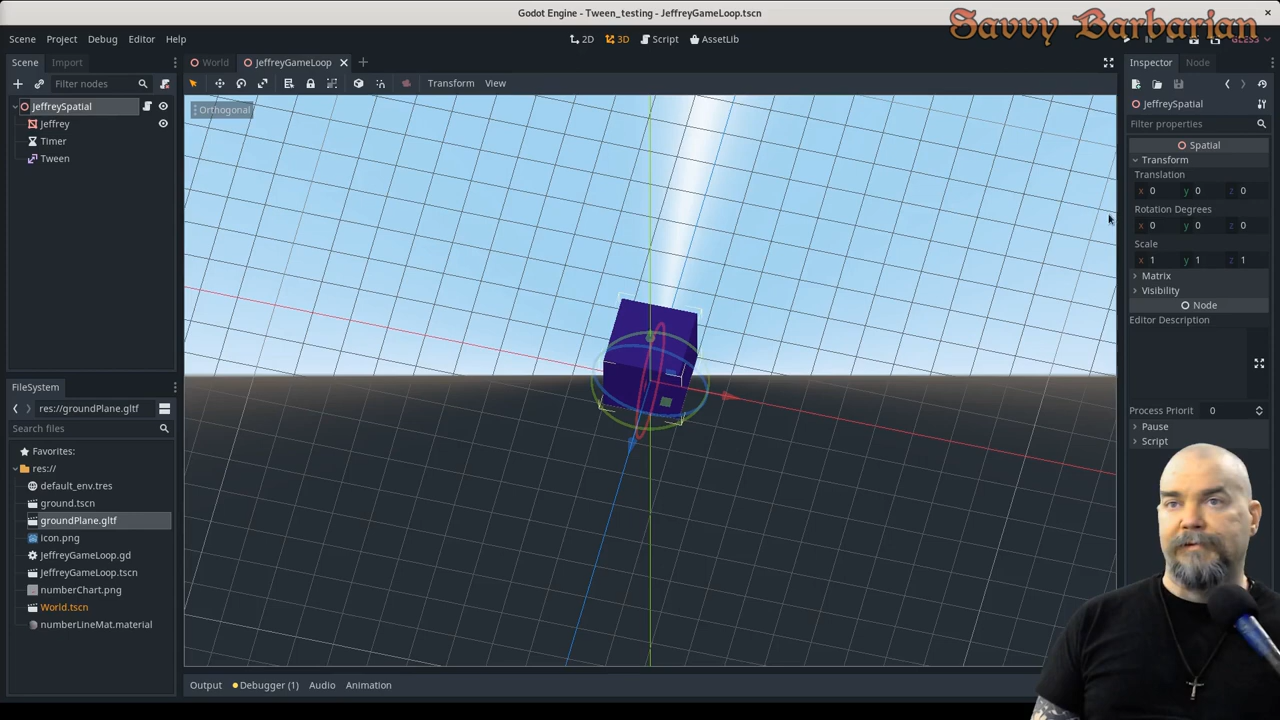 Godot Engine - Tween_testing - JeffreyGameLoop.tscn
Savvy Barbarian
Scene Project Debug Editor Help
2D 3D Script AssetLib
GLES3
Scene Import
World JeffreyGameLoop
Inspector Node
Filter nodes
Transform View
JeffreySpatial
Jeffrey
Timer
Tween
Orthogonal
JeffreySpatial
Filter properties
Spatial
Transform
Translation
x 0 y 0 z 0
Rotation Degrees
x 0 y 0 z 0
Scale
x 1 y 1 z 1
Matrix
Visibility
Node
Editor Description
Process Priorit 0
Pause
Script
FileSystem
res://groundPlane.gltf
Search files
Favorites:
res://
default_env.tres
ground.tscn
groundPlane.gltf
icon.png
JeffreyGameLoop.gd
JeffreyGameLoop.tscn
numberChart.png
World.tscn
numberLineMat.material
Output Debugger (1) Audio Animation